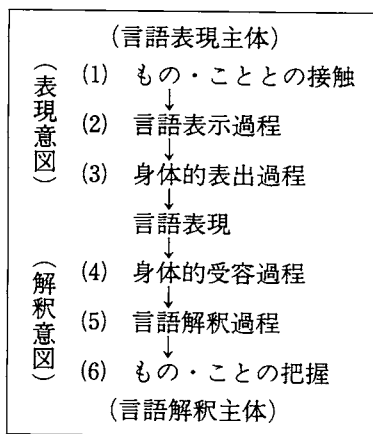 (言語表現主体)
(表現意図)
(1) もの・こととの接触
↓
(2) 言語表示過程
↓
(3) 身体的表出過程
↓
言語表現
↓
(解釈意図)
(4) 身体的受容過程
↓
(5) 言語解釈過程
↓
(6) もの・ことの把握
(言語解釈主体)